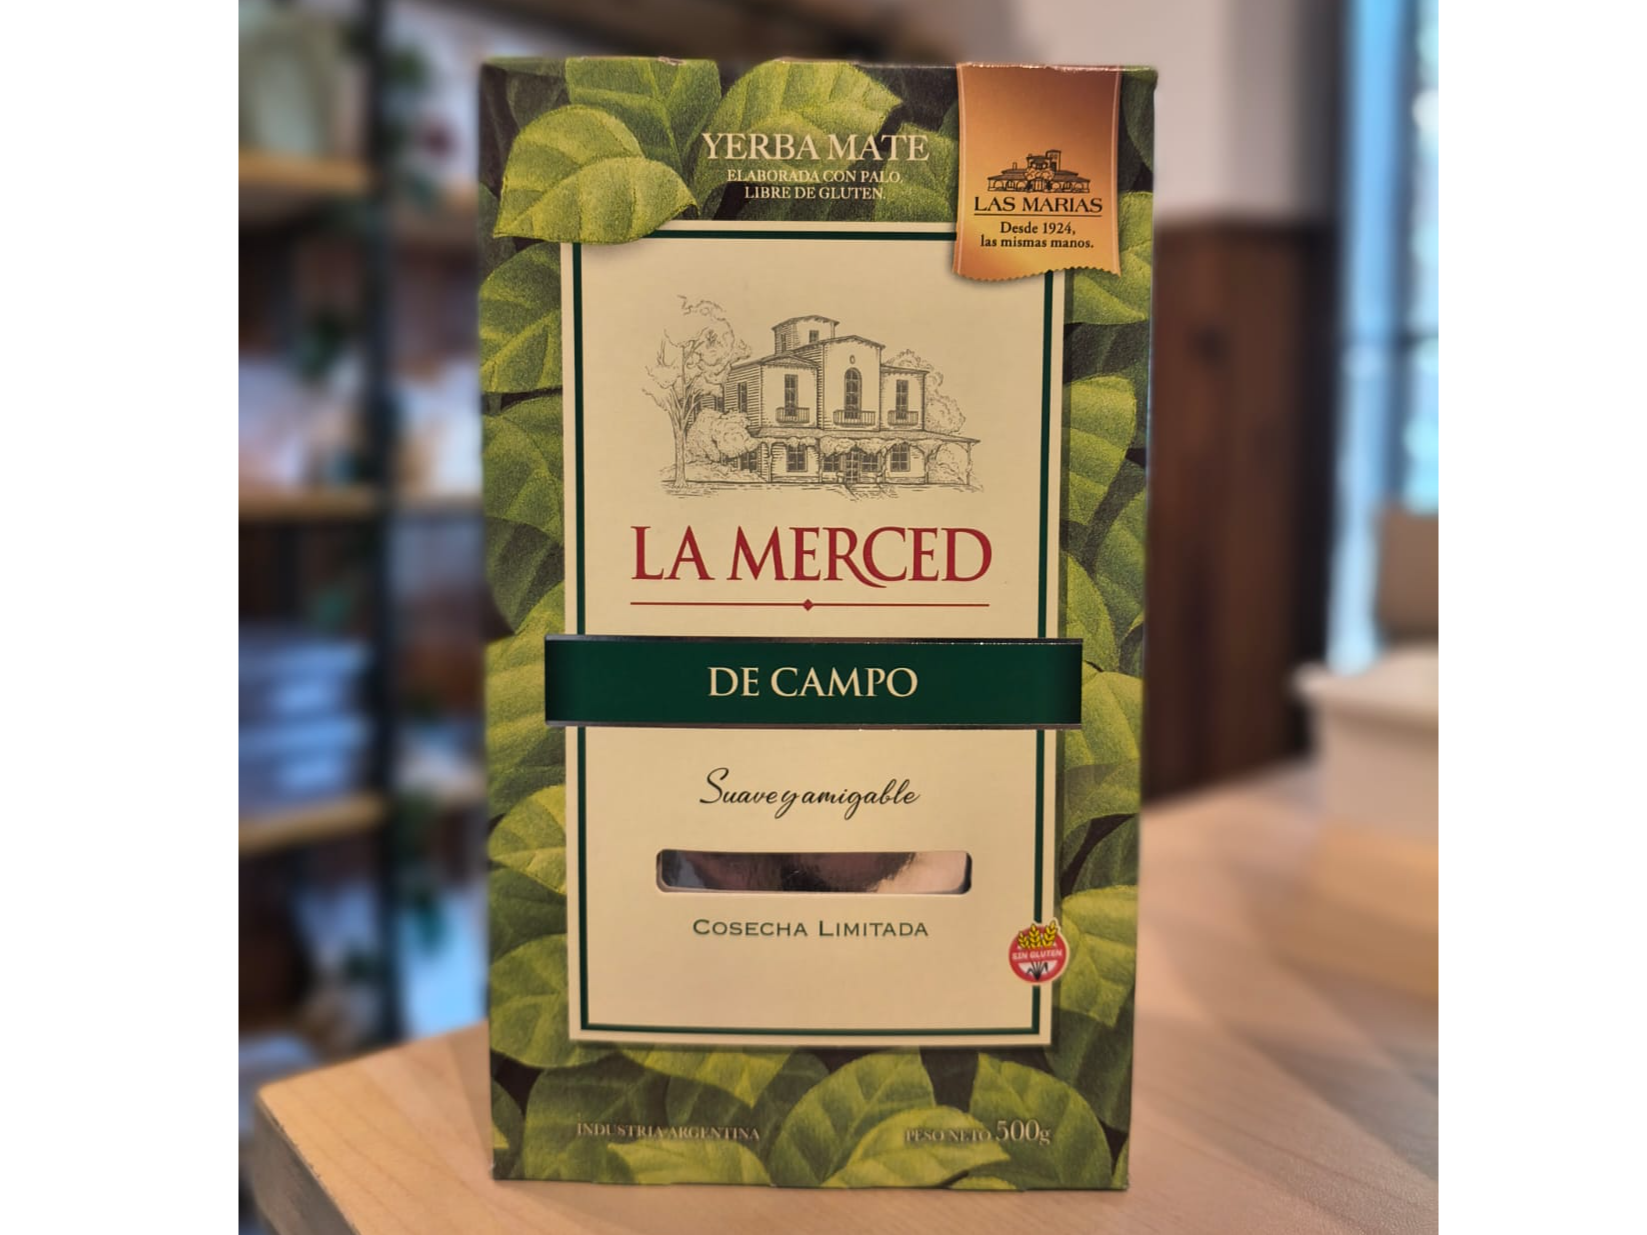 YERBA MATE
ELABORADA CON PALO.
LIBRE DE GLUTEN.
LAS MARIAS
Desde 1924,
las mismas manos.
LA MERCED
DE CAMPO
Suave y amigable
COSECHA LIMITADA
SIN GLUTEN
INDUSTRIA ARGENTINA
PESO NETO 500g